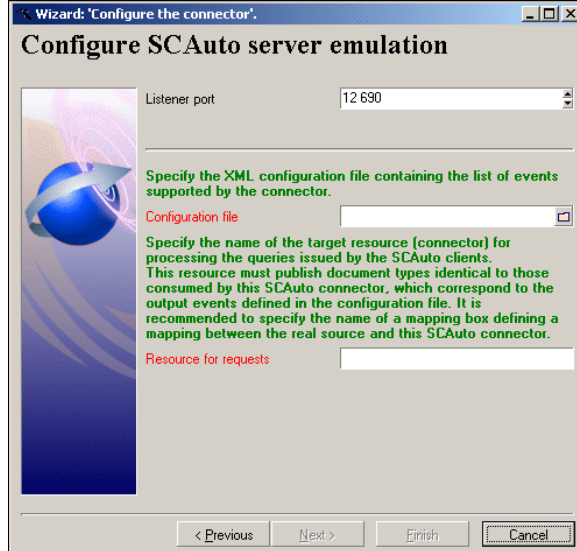 Wizard: 'Configure the connector'.
Configure SCAuto server emulation
Listener port 12 690
Specify the XML configuration file containing the list of events
supported by the connector.
Configuration file
Specify the name of the target resource (connector) for
processing the queries issued by the SCAuto clients.
This resource must publish document types identical to those
consumed by this SCAuto connector, which correspond to the
output events defined in the configuration file. It is
recommended to specify the name of a mapping box defining a
mapping between the real source and this SCAuto connector.
Resource for requests
< Previous Next > Finish Cancel